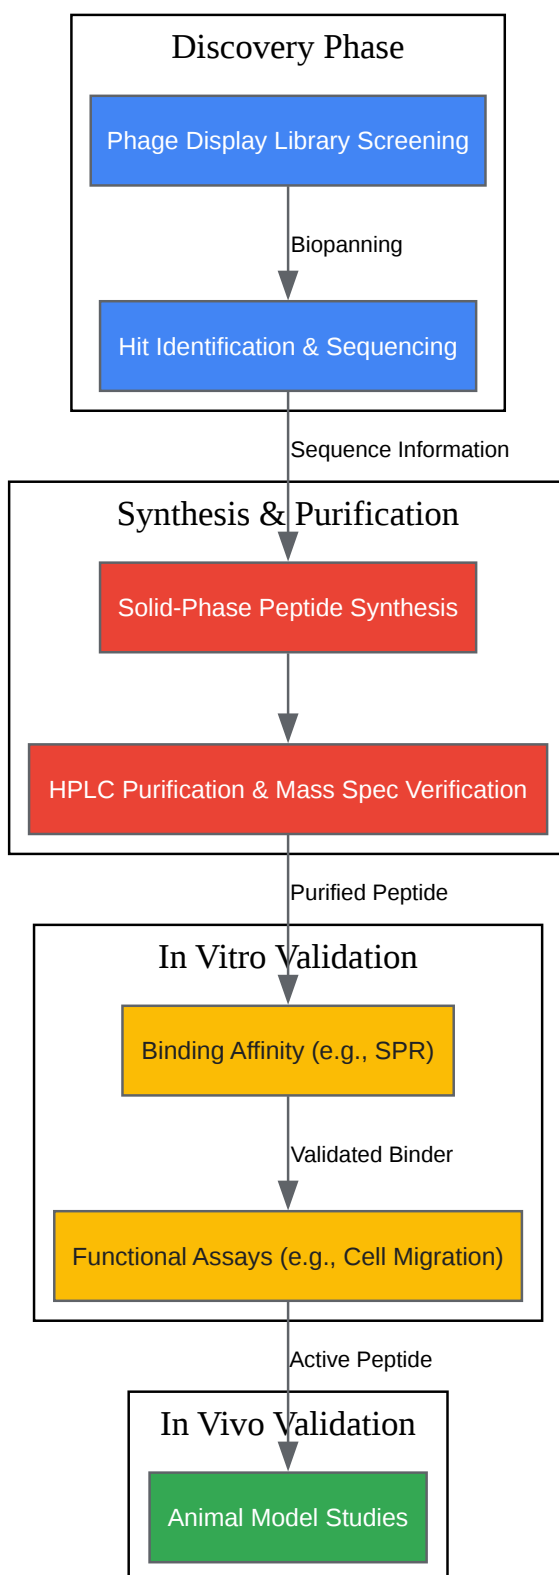 Discovery Phase
Phage Display Library Screening
Biopanning
Hit Identification & Sequencing
Sequence Information
Synthesis & Purification
Solid-Phase Peptide Synthesis
HPLC Purification & Mass Spec Verification
Purified Peptide
In Vitro Validation
Binding Affinity (e.g., SPR)
Validated Binder
Functional Assays (e.g., Cell Migration)
Active Peptide
In Vivo Validation
Animal Model Studies